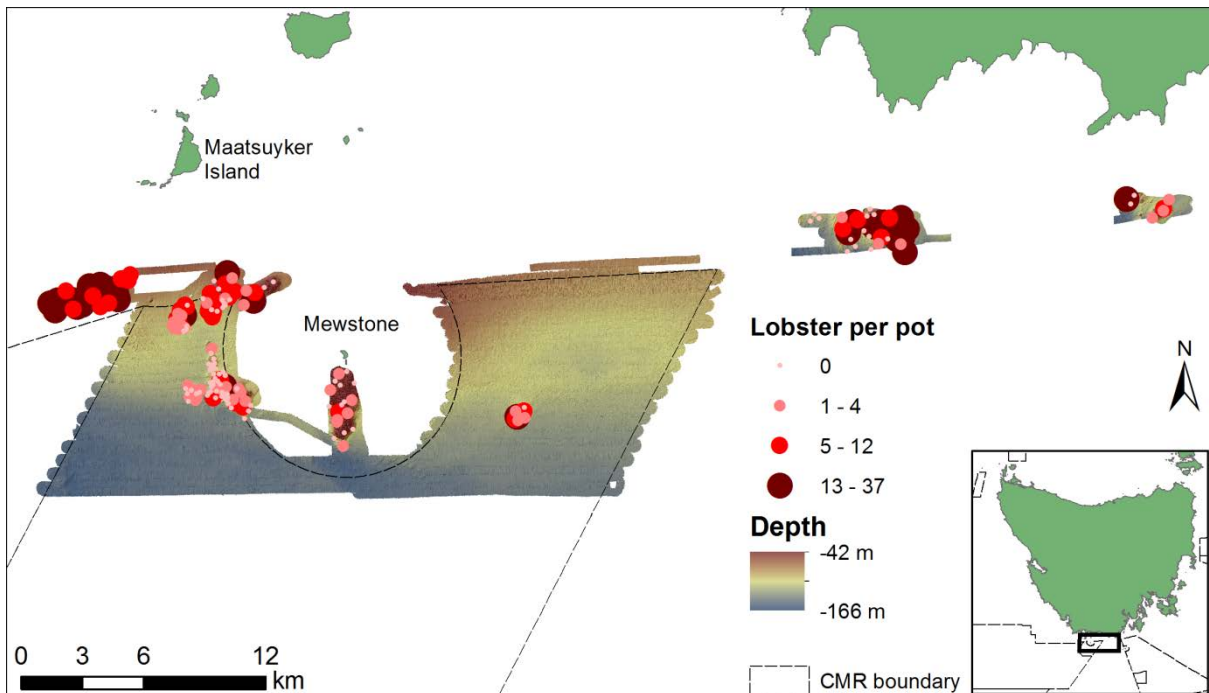 Maatsuyker
Island
Mewstone
Lobster per pot
0
1 - 4
5 - 12
13 - 37
Depth
-42 m
-166 m
CMR boundary
N
0 3 6 12
km